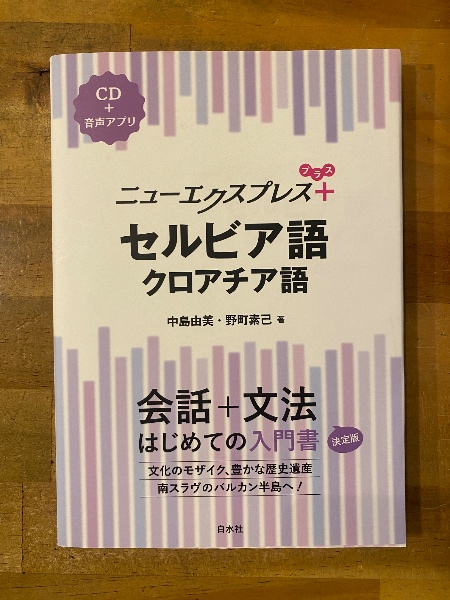 CD
+
音声アプリ
プラス
ニューエクスプレス+
セルビア語
クロアチア語
中島由美・野町素己 著
会話+文法
はじめての入門書
決定版
文化のモザイク、豊かな歴史遺産
南スラヴのバルカン半島へ!
白水社